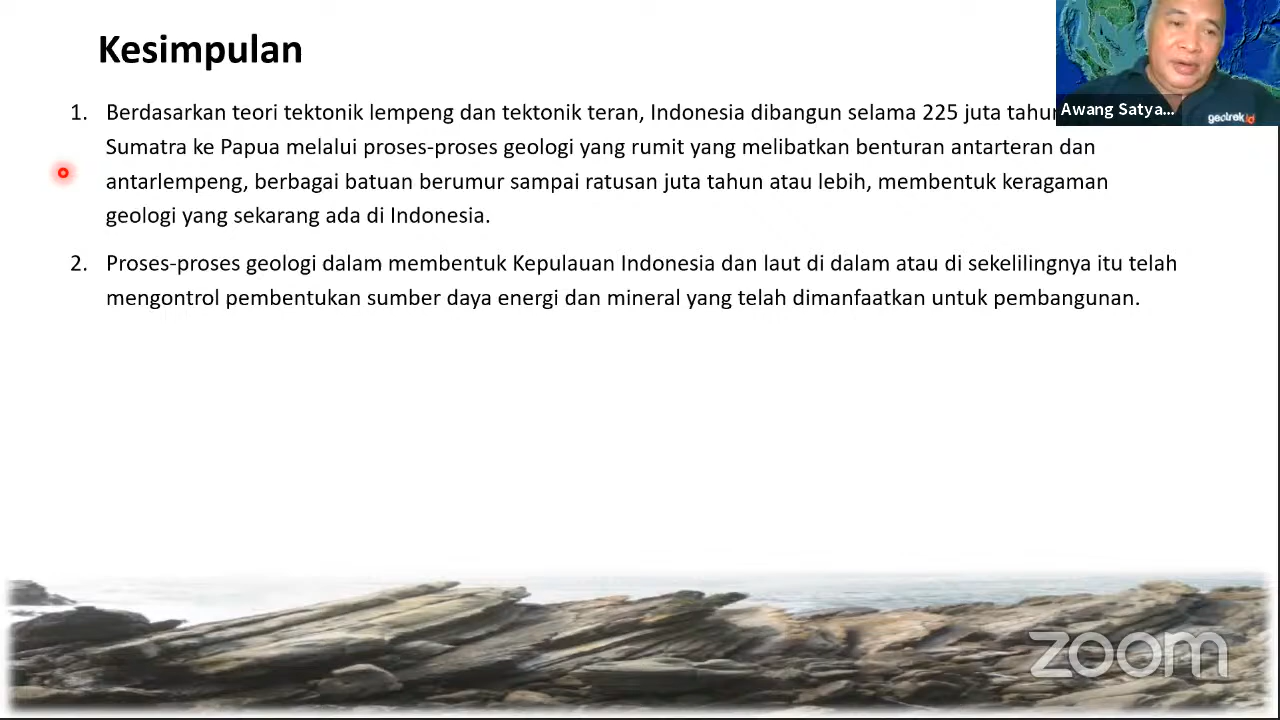 Kesimpulan
1. Berdasarkan teori tektonik lempeng dan tektonik teran, Indonesia dibangun selama 225 juta tahun
Sumatra ke Papua melalui proses-proses geologi yang rumit yang melibatkan benturan antarteran dan
antarlempeng, berbagai batuan berumur sampai ratusan juta tahun atau lebih, membentuk keragaman
geologi yang sekarang ada di Indonesia.
2. Proses-proses geologi dalam membentuk Kepulauan Indonesia dan laut di dalam atau di sekelilingnya itu telah
mengontrol pembentukan sumber daya energi dan mineral yang telah dimanfaatkan untuk pembangunan.
Awang Satya...
geotrek.id
zoom